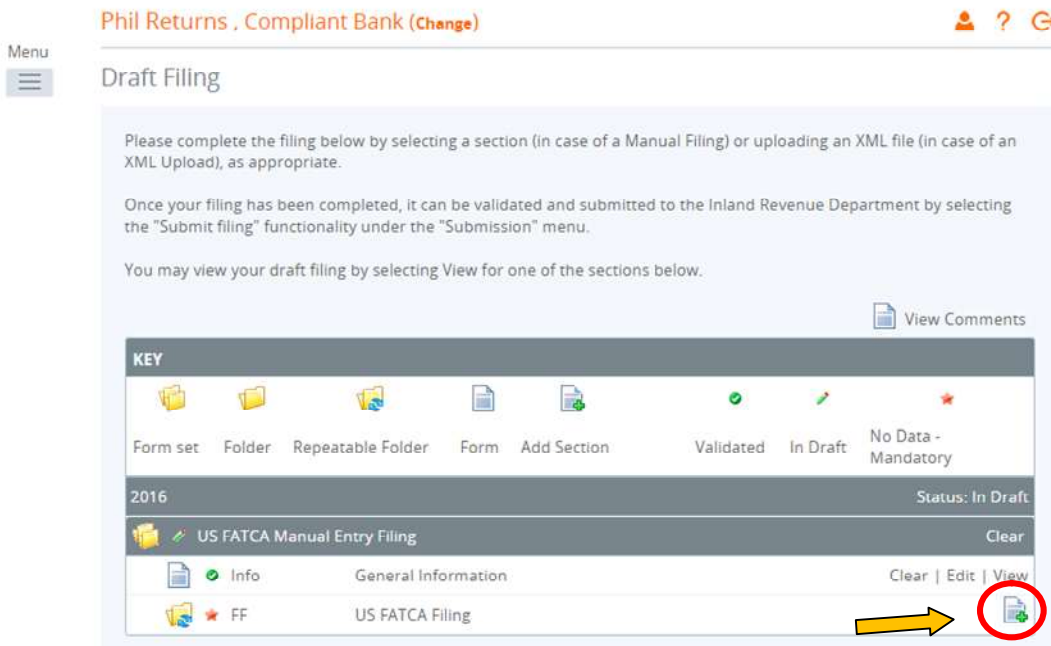 Phil Returns , Compliant Bank (Change)
?
Menu
Draft Filing
Please complete the filing below by selecting a section (in case of a Manual Filing) or uploading an XML file (in case of an
XML Upload), as appropriate.
Once your filing has been completed, it can be validated and submitted to the Inland Revenue Department by selecting
the "Submit filing" functionality under the "Submission" menu.
You may view your draft filing by selecting View for one of the sections below.
View Comments
KEY
Form set Folder Repeatable Folder Form Add Section Validated In Draft No Data -
Mandatory
2016 Status: In Draft
US FATCA Manual Entry Filing Clear
Info General Information Clear | Edit | View
FF US FATCA Filing